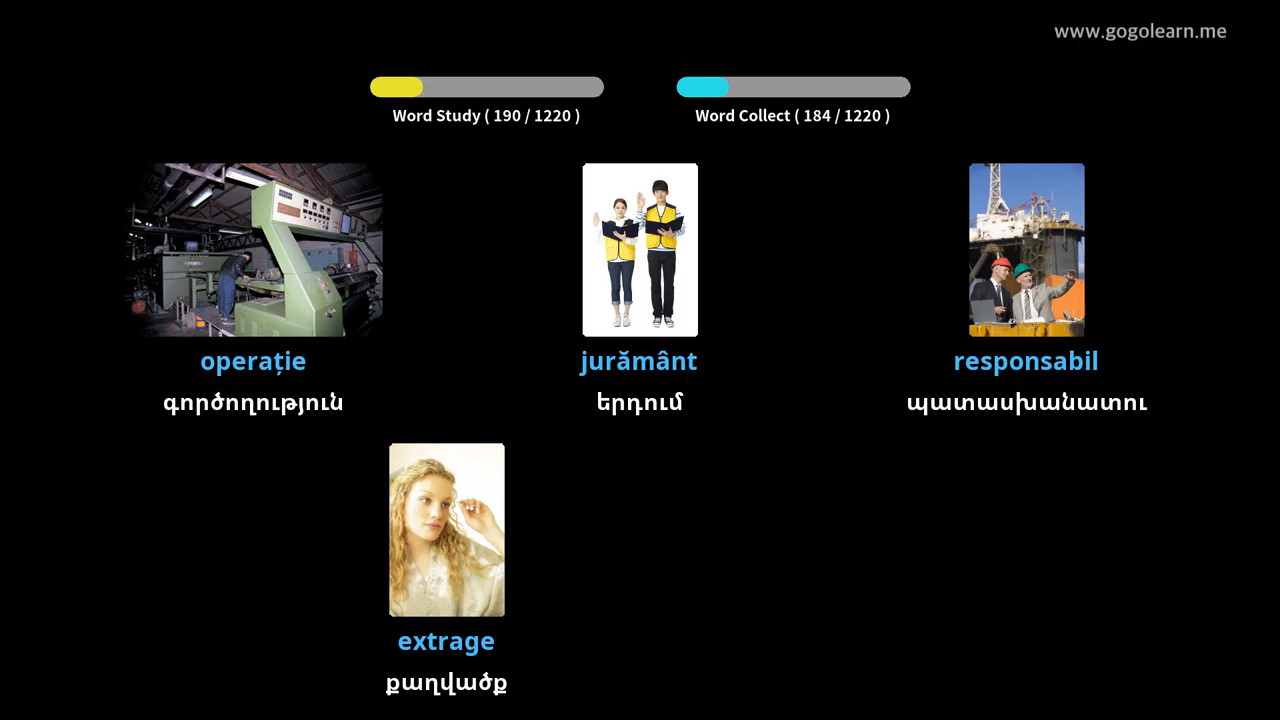 www.gogolearn.me
Word Study ( 190 / 1220 )
Word Collect ( 184 / 1220 )
operație
jurământ
responsabil
գործողություն
երդում
պատասխանատու
extrage
քաղվածք